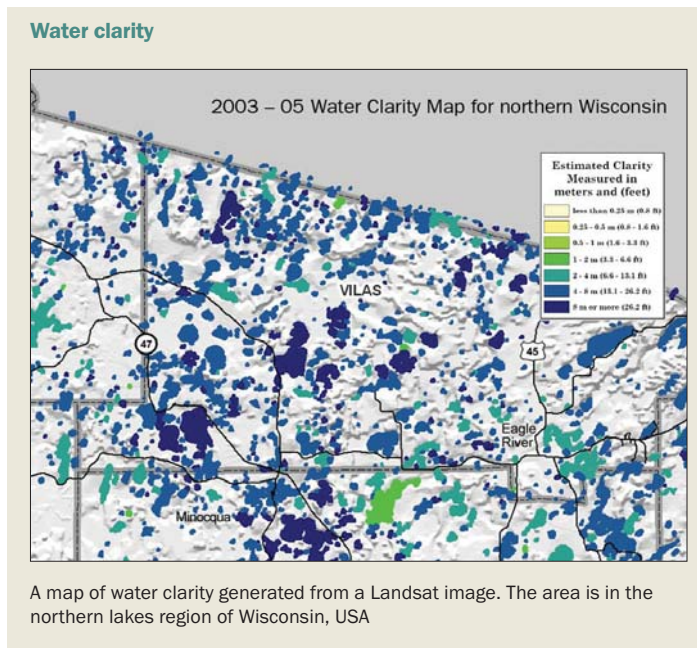 Water clarity
2003 – 05 Water Clarity Map for northern Wisconsin
Estimated Clarity
Measured in
meters and (feet)
less than 0.25 m (0.8 ft)
0.25 - 0.5 m (0.8 - 1.6 ft)
0.5 - 1 m (1.6 - 3.3 ft)
1 - 2 m (3.3 - 6.6 ft)
2 - 4 m (6.6 - 13.1 ft)
4 - 8 m (13.1 - 26.2 ft)
8 m or more (26.2 ft)
VILAS
47
45
Eagle
River
Minocqua
A map of water clarity generated from a Landsat image. The area is in the
northern lakes region of Wisconsin, USA